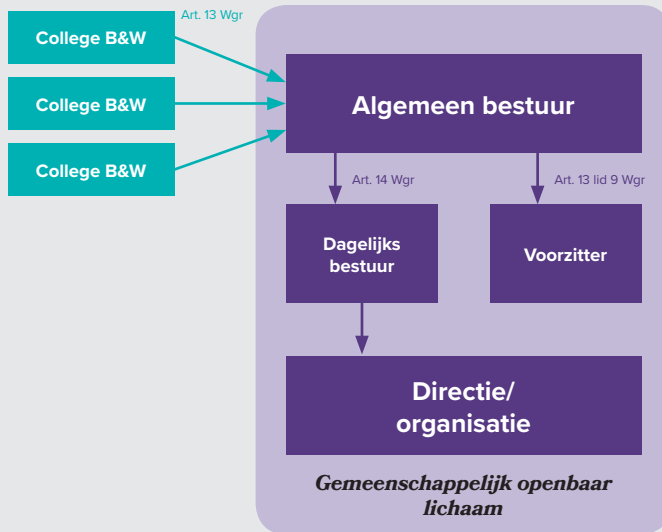 Art. 13 Wgr
College B&W
College B&W
College B&W
Algemeen bestuur
Art. 14 Wgr
Art. 13 lid 9 Wgr
Dagelijks
bestuur
Voorzitter
Directie/
organisatie
Gemeenschappelijk openbaar
lichaam